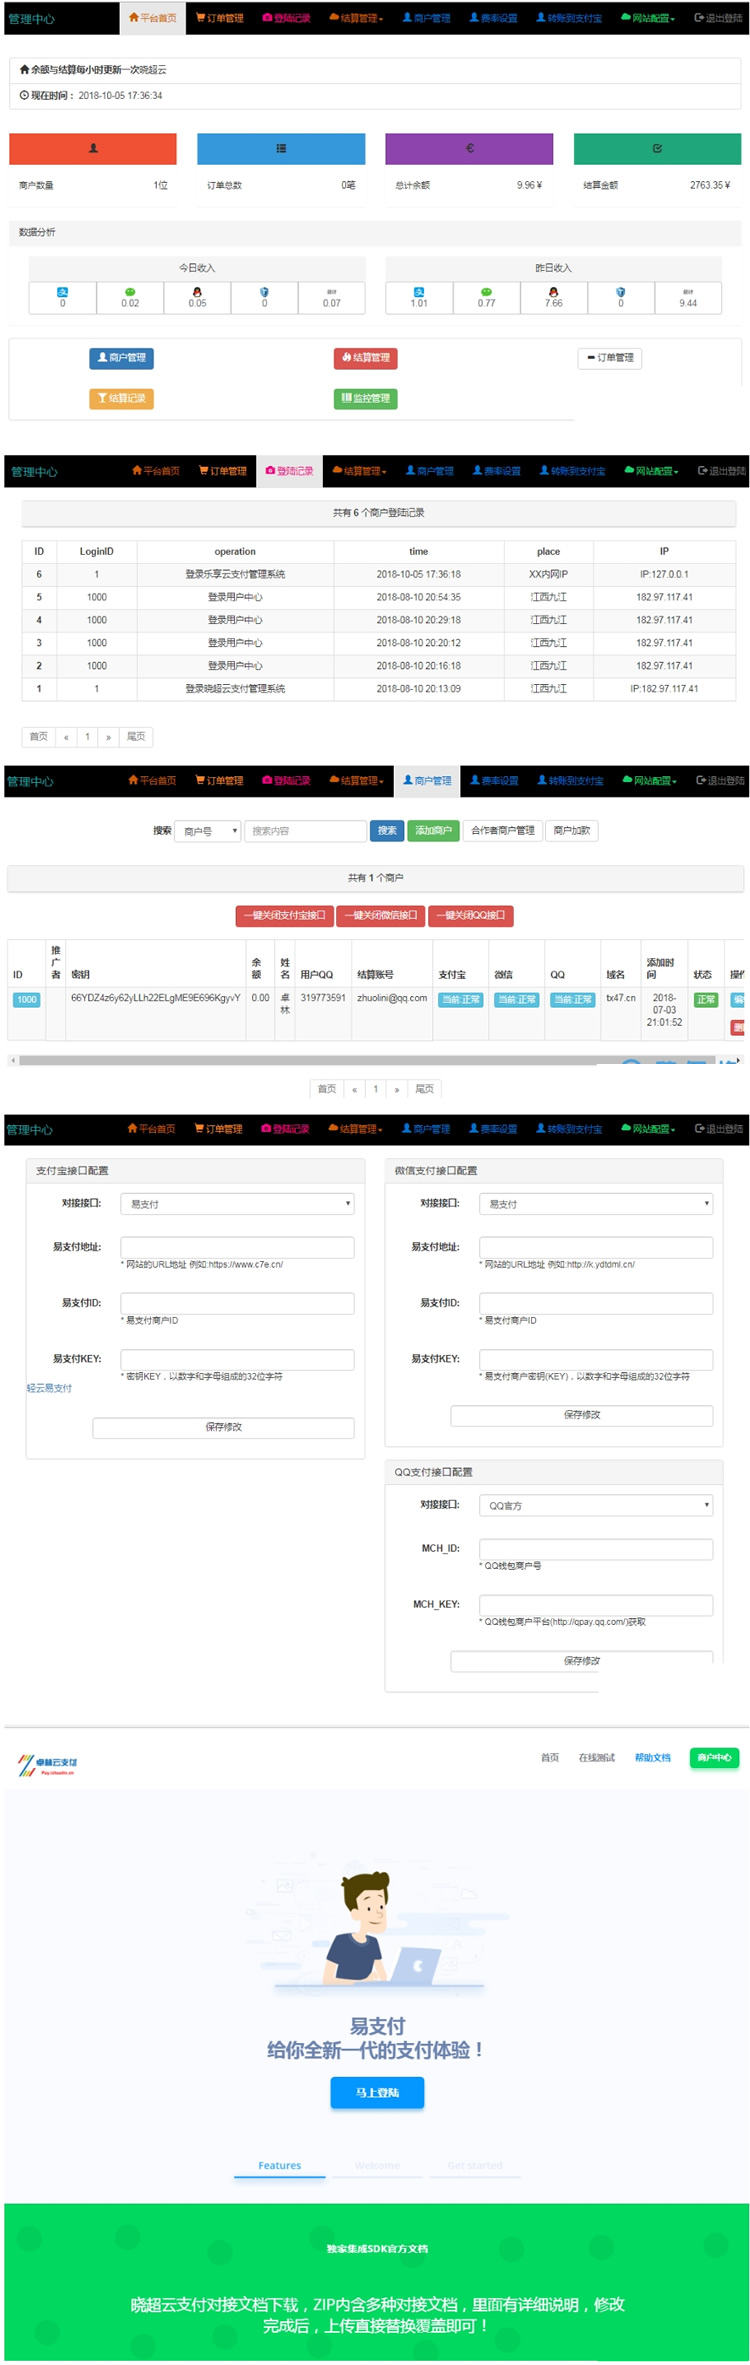 管理中心 平台首页 订单管理 登陆记录 结算管理 商户管理 费率设置 转账到支付宝 网站配置 退出登陆
余额与结算每小时更新一次晓超云
现在时间： 2018-10-05 17:36:34
商户数量 1位 订单总数 0笔 总计余额 9.96￥ 结算金额 2763.35￥
数据分析
今日收入 昨日收入
总计 总计
0 0.02 0.05 0 0.07 1.01 0.77 7.66 0 9.44
商户管理 结算管理 订单管理
结算记录 监控管理
管理中心 平台首页 订单管理 登陆记录 结算管理 商户管理 费率设置 转账到支付宝 网站配置 退出登陆
共有 6 个商户登陆记录
ID LoginID operation time place IP
6 1 登录乐享云支付管理系统 2018-10-05 17:36:18 XX内网IP IP:127.0.0.1
5 1000 登录用户中心 2018-08-10 20:54:35 江西九江 182.97.117.41
4 1000 登录用户中心 2018-08-10 20:29:18 江西九江 182.97.117.41
3 1000 登录用户中心 2018-08-10 20:20:12 江西九江 182.97.117.41
2 1000 登录用户中心 2018-08-10 20:16:18 江西九江 182.97.117.41
1 1 登录晓超云支付管理系统 2018-08-10 20:13:09 江西九江 IP:182.97.117.41
首页 « 1 » 尾页
管理中心 平台首页 订单管理 登陆记录 结算管理 商户管理 费率设置 转账到支付宝 网站配置 退出登陆
搜索 商户号 搜索内容 搜索 添加商户 合作者商户管理 商户加款
共有 1 个商户
一键关闭支付宝接口 一键关闭微信接口 一键关闭QQ接口
ID 推广者 密钥 余额 姓名 用户QQ 结算账号 支付宝 微信 QQ 域名 添加时间 状态 操作
1000 66YDZ4z6y62yLLh22ELgME9E696KgyvY 0.00 卓林 319773591 zhuolini@qq.com 当前:正常 当前:正常 当前:正常 tx47.cn 2018-07-03 21:01:52 正常
首页 « 1 » 尾页
管理中心 平台首页 订单管理 登陆记录 结算管理 商户管理 费率设置 转账到支付宝 网站配置 退出登陆
支付宝接口配置
对接接口: 易支付
易支付地址:
* 网站的URL地址 例如:https://www.c7e.cn/
易支付ID:
* 易支付商户ID
易支付KEY:
* 密钥KEY，以数字和字母组成的32位字符
轻云易支付
保存修改
微信支付接口配置
对接接口: 易支付
易支付地址:
* 网站的URL地址 例如:http://k.ydtdml.cn/
易支付ID:
* 易支付商户ID
易支付KEY:
* 易支付商户密钥(KEY)，以数字和字母组成的32位字符
保存修改
QQ支付接口配置
对接接口: QQ官方
MCH_ID:
* QQ钱包商户号
MCH_KEY:
* QQ钱包商户平台(http://qpay.qq.com/)获取
保存修改
卓林云支付
首页 在线测试 帮助文档 商户中心
易支付
给你全新一代的支付体验！
马上登陆
Features Welcome Get started
独家集成SDK官方文档
晓超云支付对接文档下载，ZIP内含多种对接文档，里面有详细说明，修改
完成后，上传直接替换覆盖即可！